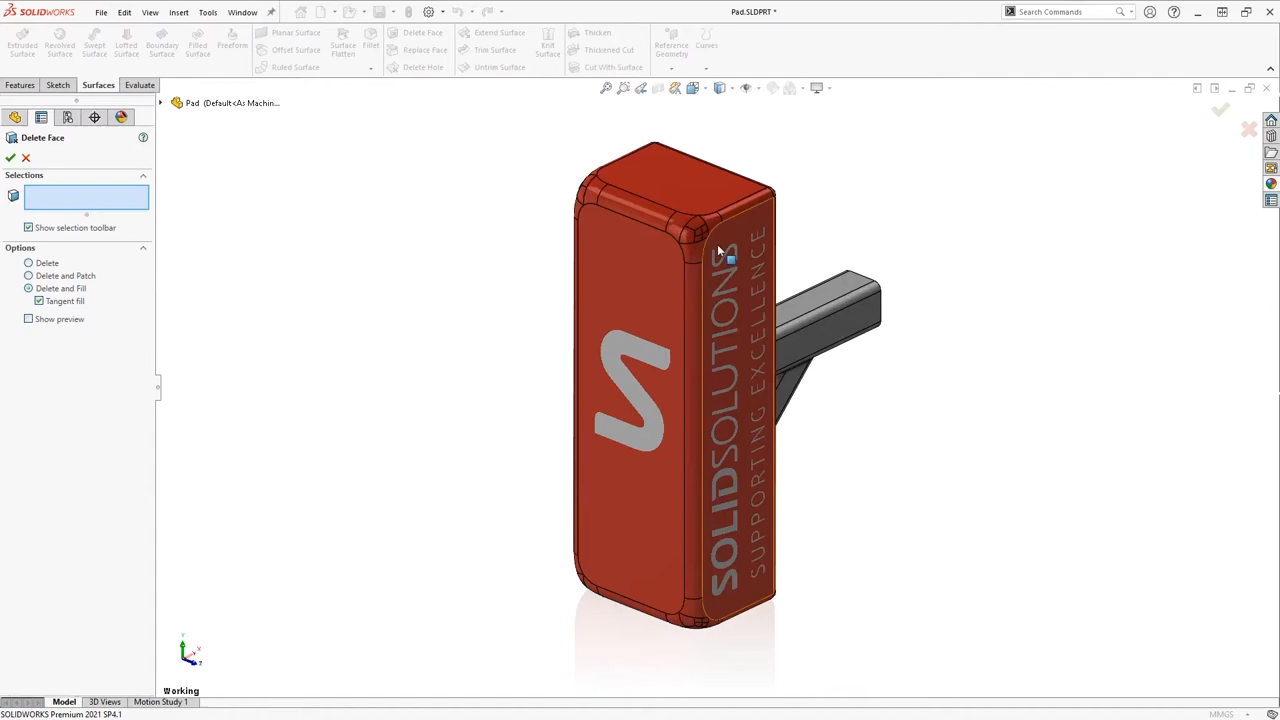 SOLIDWORKS
File Edit View Insert Tools Window
Pad.SLDPRT *
Search Commands
Extruded Surface
Revolved Surface
Swept Surface
Lofted Surface
Boundary Surface
Filled Surface
Freeform
Planar Surface
Offset Surface
Ruled Surface
Surface Flatten
Fillet
Delete Face
Replace Face
Delete Hole
Extend Surface
Trim Surface
Untrim Surface
Knit Surface
Thicken
Thickened Cut
Cut With Surface
Reference Geometry
Curves
Features Sketch Surfaces Evaluate
Pad (Default<As Machin...
Delete Face
Selections
Show selection toolbar
Options
Delete
Delete and Patch
Delete and Fill
Tangent fill
Show preview
SOLIDSOLUTIONS
SUPPORTING EXCELLENCE
Working
Model 3D Views Motion Study 1
SOLIDWORKS Premium 2021 SP4.1
MMGS